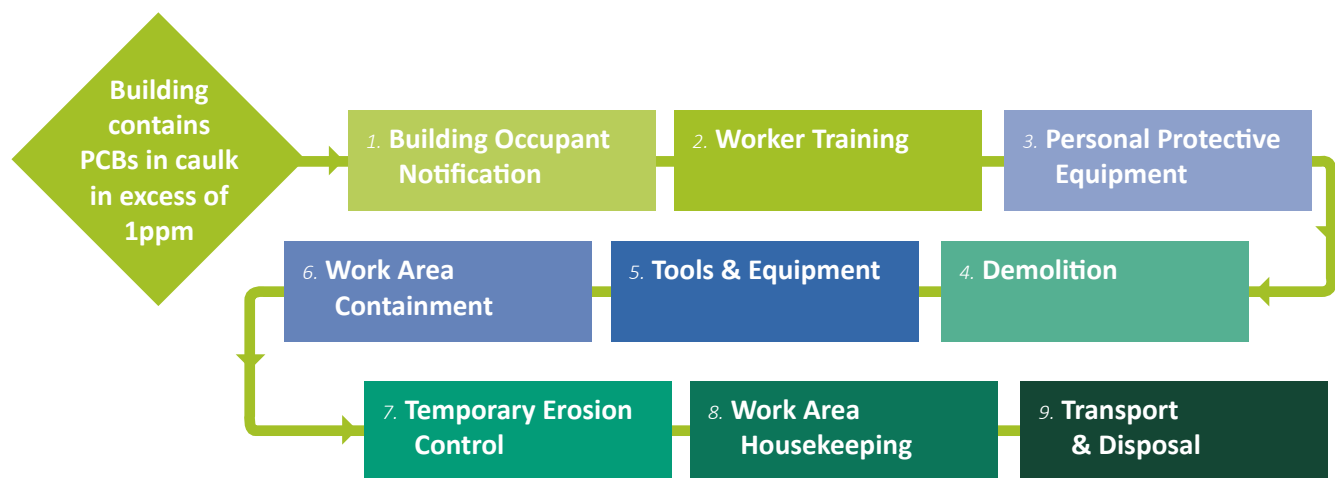 Building
contains
PCBs in caulk
in excess of
1ppm
1. Building Occupant
Notification
2. Worker Training
3. Personal Protective
Equipment
4. Demolition
5. Tools & Equipment
6. Work Area
Containment
7. Temporary Erosion
Control
8. Work Area
Housekeeping
9. Transport
& Disposal